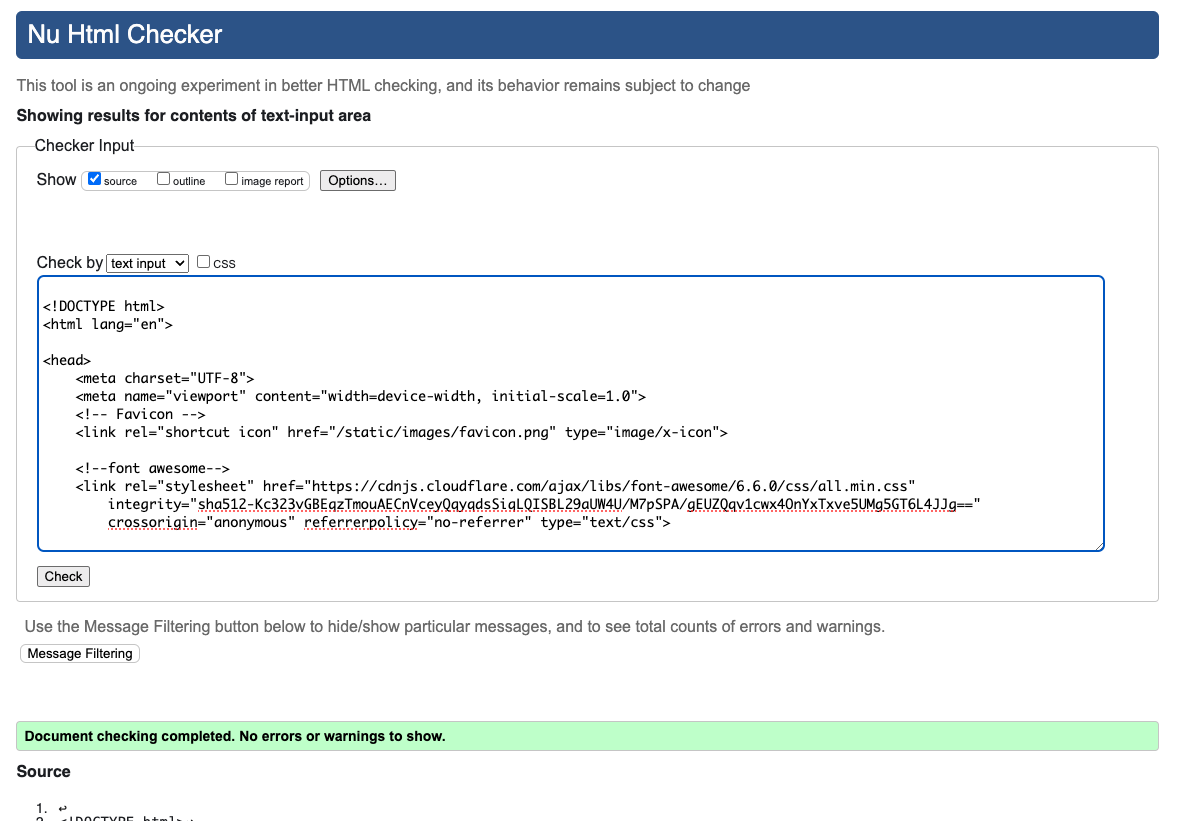 Nu Html Checker
This tool is an ongoing experiment in better HTML checking, and its behavior remains subject to change
Showing results for contents of text-input area
Checker Input
Show source outline image report Options...
Check by text input css
<!DOCTYPE html>
<html lang="en">
<head>
<meta charset="UTF-8">
<meta name="viewport" content="width=device-width, initial-scale=1.0">
<!-- Favicon -->
<link rel="shortcut icon" href="/static/images/favicon.png" type="image/x-icon">
<!--font awesome-->
<link rel="stylesheet" href="https://cdnjs.cloudflare.com/ajax/libs/font-awesome/6.6.0/css/all.min.css"
integrity="sha512-Kc323vGBEqzTmouAECnVceyQqyqdsSiqLQISBL29aUW4U/M7pSPA/gEUZQqv1cwx4OnYxTxve5UMg5GT6L4JJg=="
crossorigin="anonymous" referrerpolicy="no-referrer" type="text/css">
Check
Use the Message Filtering button below to hide/show particular messages, and to see total counts of errors and warnings.
Message Filtering
Document checking completed. No errors or warnings to show.
Source
1. ↩
2. <!DOCTYPE html>↩